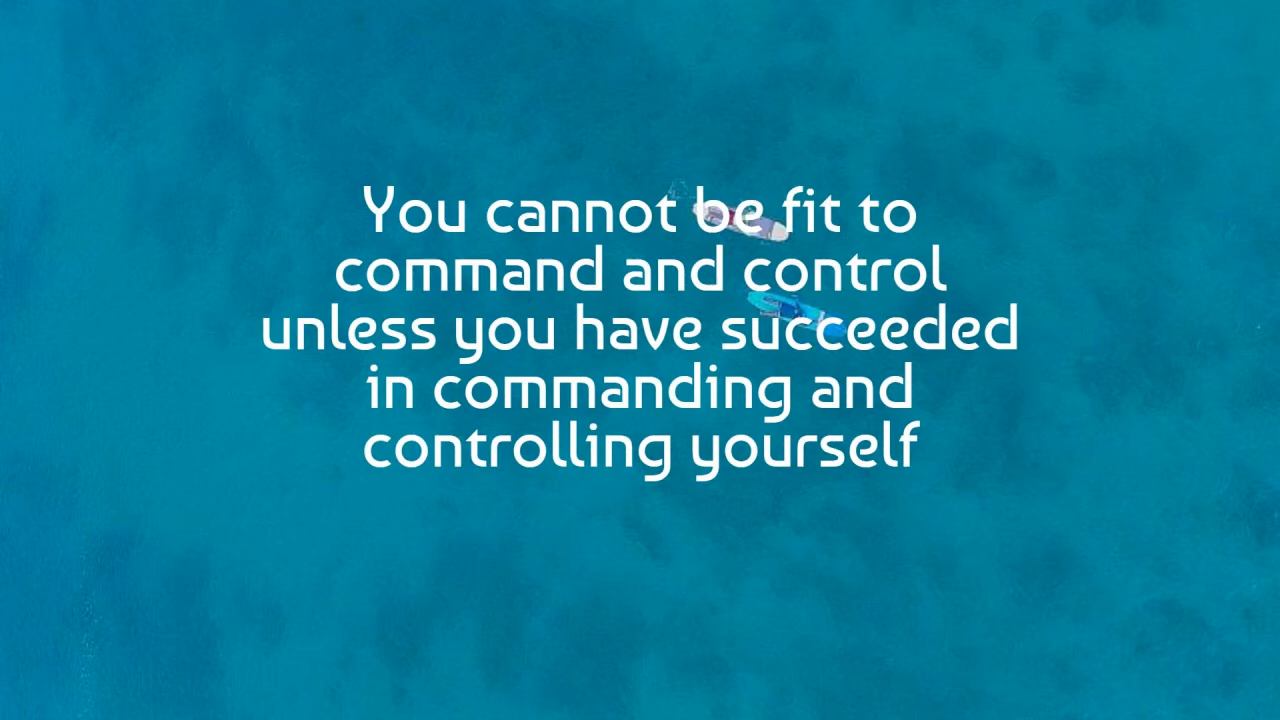 You cannot be fit to
command and control
unless you have succeeded
in commanding and
controlling yourself